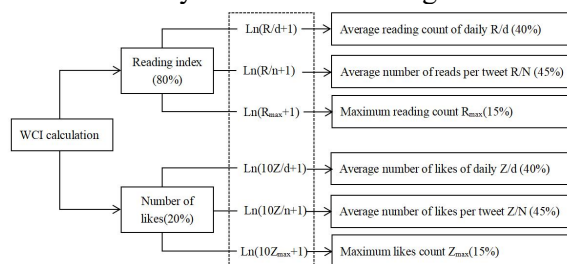 Ln(R/d+1)
Average reading count of daily R/d (40%)
Reading index
(80%)
Ln(R/n+1)
Average number of reads per tweet R/N (45%)
Ln(Rmax+1)
Maximum reading count Rmax(15%)
WCI calculation
Ln(10Z/d+1)
Average number of likes of daily Z/d (40%)
Number of
likes(20%)
Ln(10Z/n+1)
Average number of likes per tweet Z/N (45%)
Ln(10Zmax+1)
Maximum likes count Zmax(15%)